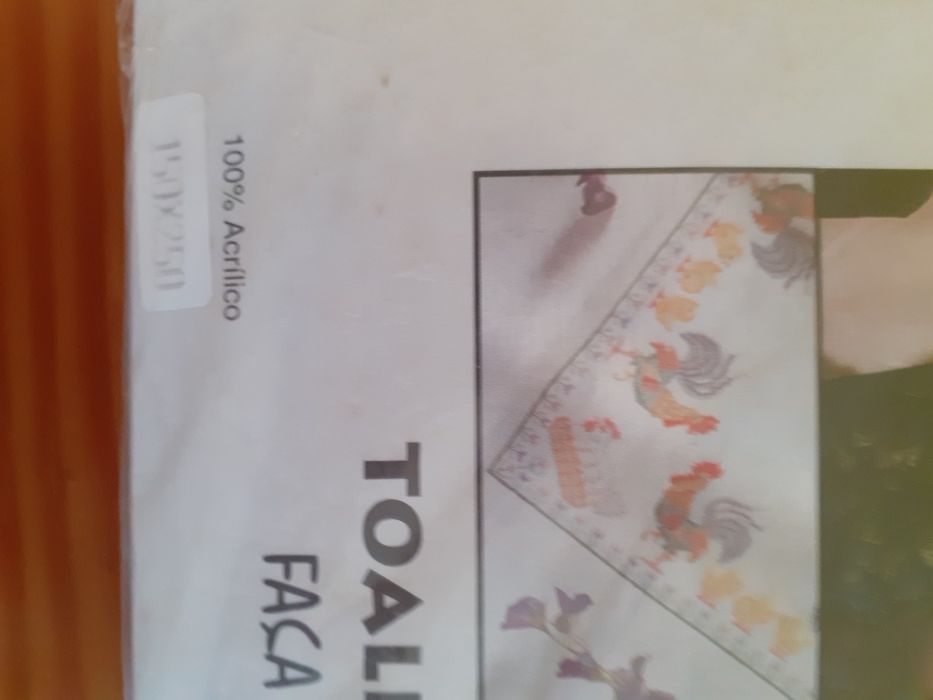 TOAL
FAÇA
100% Acrílico
150X250